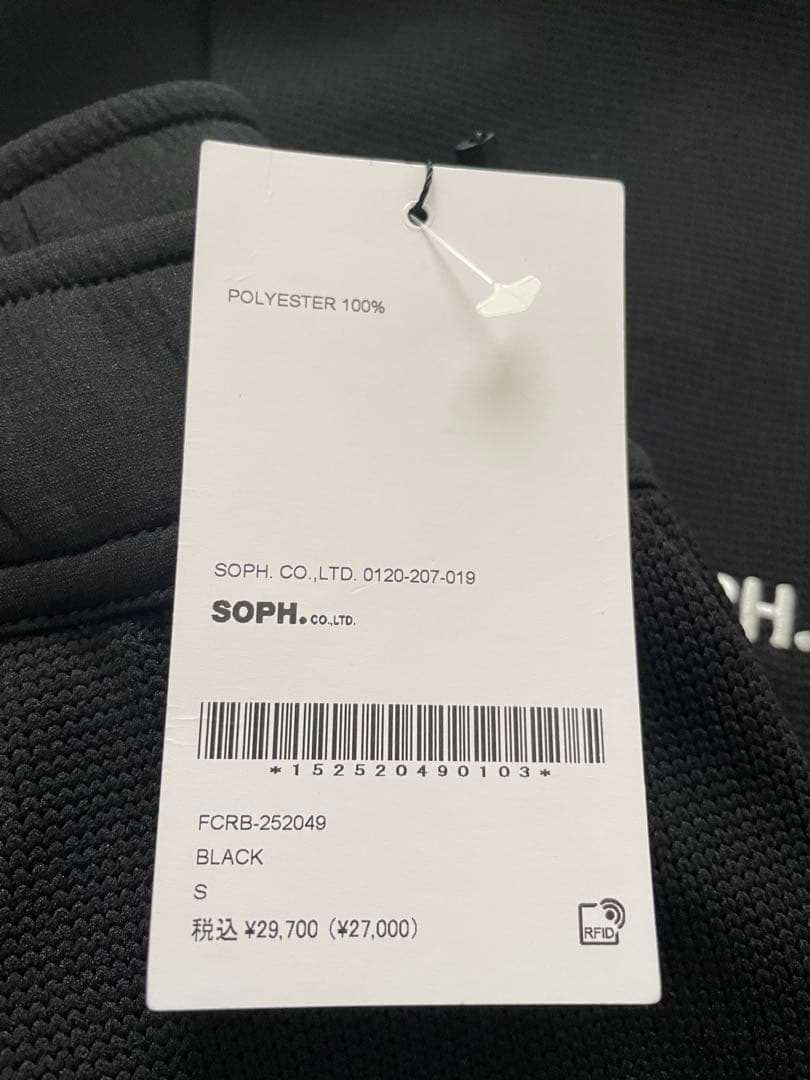 POLYESTER 100%
SOPH. CO.,LTD. 0120-207-019
SOPH. CO.,LTD.
*152520490103*
FCRB-252049
BLACK
S
税込 ¥29,700 (¥27,000)
RFID
PH.